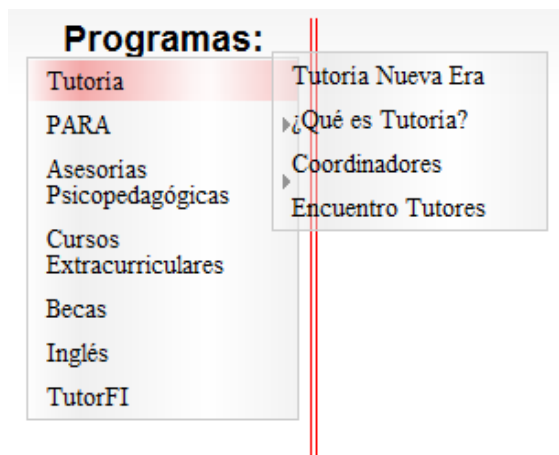 Programas:
Tutoria
PARA
Asesorias
Psicopedagógicas
Cursos
Extracurriculares
Becas
Inglés
TutorFI
Tutoria Nueva Era
¿Qué es Tutoria?
Coordinadores
Encuentro Tutores